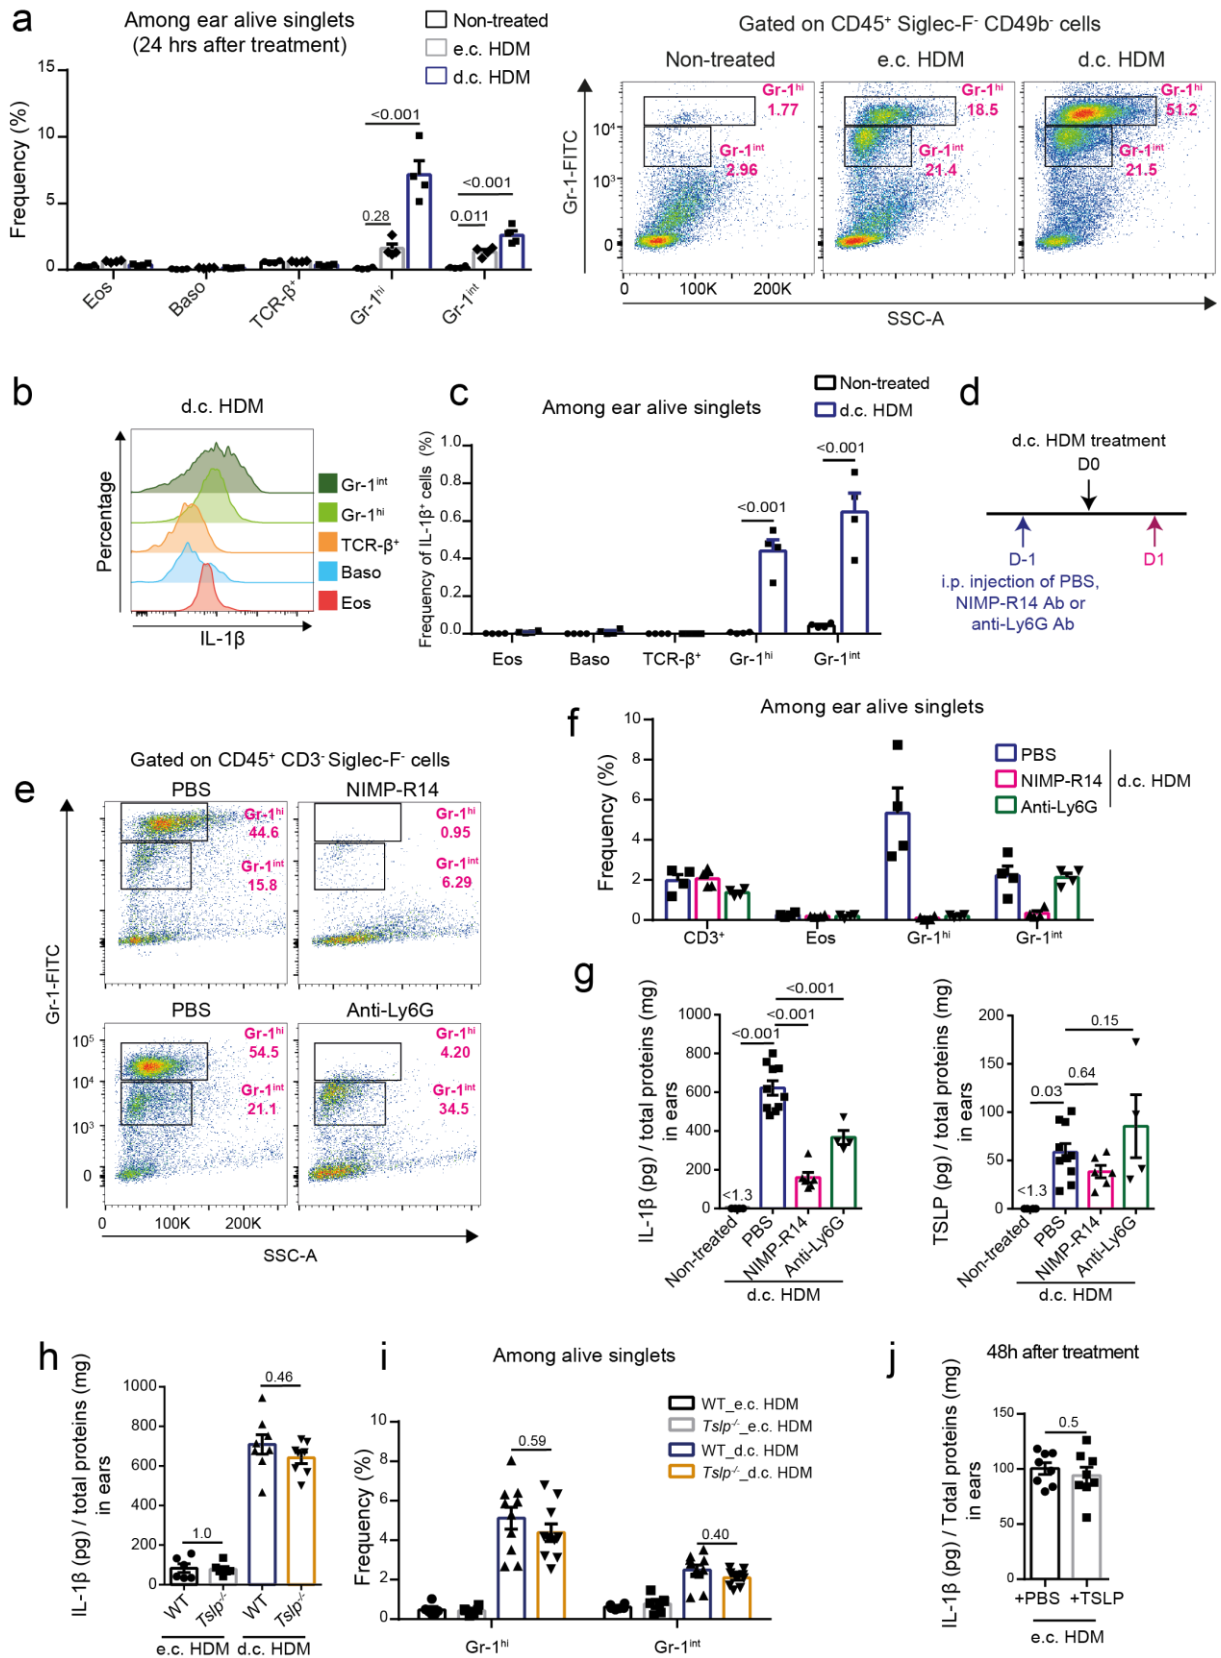 a
Among ear alive singlets
(24 hrs after treatment)
Non-treated
e.c. HDM
d.c. HDM
Frequency (%)
15
10
5
0
<0.001
0.28
<0.001
0.011
Eos
Baso
TCR-β⁺
Gr-1ʰⁱ
Gr-1ⁱⁿᵗ
Gated on CD45⁺ Siglec-F⁻ CD49b⁻ cells
Non-treated
e.c. HDM
d.c. HDM
Gr-1ʰⁱ
1.77
Gr-1ⁱⁿᵗ
2.96
Gr-1ʰⁱ
18.5
Gr-1ⁱⁿᵗ
21.4
Gr-1ʰⁱ
51.2
Gr-1ⁱⁿᵗ
21.5
Gr-1-FITC
10⁴
10³
0
0 100K 200K
SSC-A
b
d.c. HDM
Percentage
Gr-1ⁱⁿᵗ
Gr-1ʰⁱ
TCR-β⁺
Baso
Eos
IL-1β
c
Among ear alive singlets
Non-treated
d.c. HDM
Frequency of IL-1β⁺ cells (%)
1.0
0.8
0.6
0.4
0.2
0.0
<0.001
<0.001
Eos
Baso
TCR-β⁺
Gr-1ʰⁱ
Gr-1ⁱⁿᵗ
d
d.c. HDM treatment
D0
D-1
D1
i.p. injection of PBS,
NIMP-R14 Ab or
anti-Ly6G Ab
e
Gated on CD45⁺ CD3⁻ Siglec-F⁻ cells
PBS
NIMP-R14
Gr-1ʰⁱ
44.6
Gr-1ⁱⁿᵗ
15.8
Gr-1ʰⁱ
0.95
Gr-1ⁱⁿᵗ
6.29
PBS
Anti-Ly6G
Gr-1ʰⁱ
54.5
Gr-1ⁱⁿᵗ
21.1
Gr-1ʰⁱ
4.20
Gr-1ⁱⁿᵗ
34.5
Gr-1-FITC
10⁵
10⁴
10³
0
0 100K 200K
SSC-A
f
Among ear alive singlets
PBS
NIMP-R14
Anti-Ly6G
d.c. HDM
Frequency (%)
10
8
6
4
2
0
CD3⁺
Eos
Gr-1ʰⁱ
Gr-1ⁱⁿᵗ
g
IL-1β (pg) / total proteins (mg)
in ears
1000
800
600
400
200
0
<0.001
<0.001
<0.001
<1.3
Non-treated
PBS
NIMP-R14
Anti-Ly6G
d.c. HDM
TSLP (pg) / total proteins (mg)
in ears
200
150
100
50
0
0.15
0.64
0.03
<1.3
Non-treated
PBS
NIMP-R14
Anti-Ly6G
d.c. HDM
h
IL-1β (pg) / total proteins (mg)
in ears
1000
800
600
400
200
0
0.46
1.0
WT
Tslp⁻/⁻
WT
Tslp⁻/⁻
e.c. HDM
d.c. HDM
i
Among alive singlets
WT_e.c. HDM
Tslp⁻/⁻_e.c. HDM
WT_d.c. HDM
Tslp⁻/⁻_d.c. HDM
Frequency (%)
10
8
6
4
2
0
0.59
0.40
Gr-1ʰⁱ
Gr-1ⁱⁿᵗ
j
48h after treatment
IL-1β (pg) / Total proteins (mg)
in ears
150
100
50
0
0.5
+PBS +TSLP
e.c. HDM